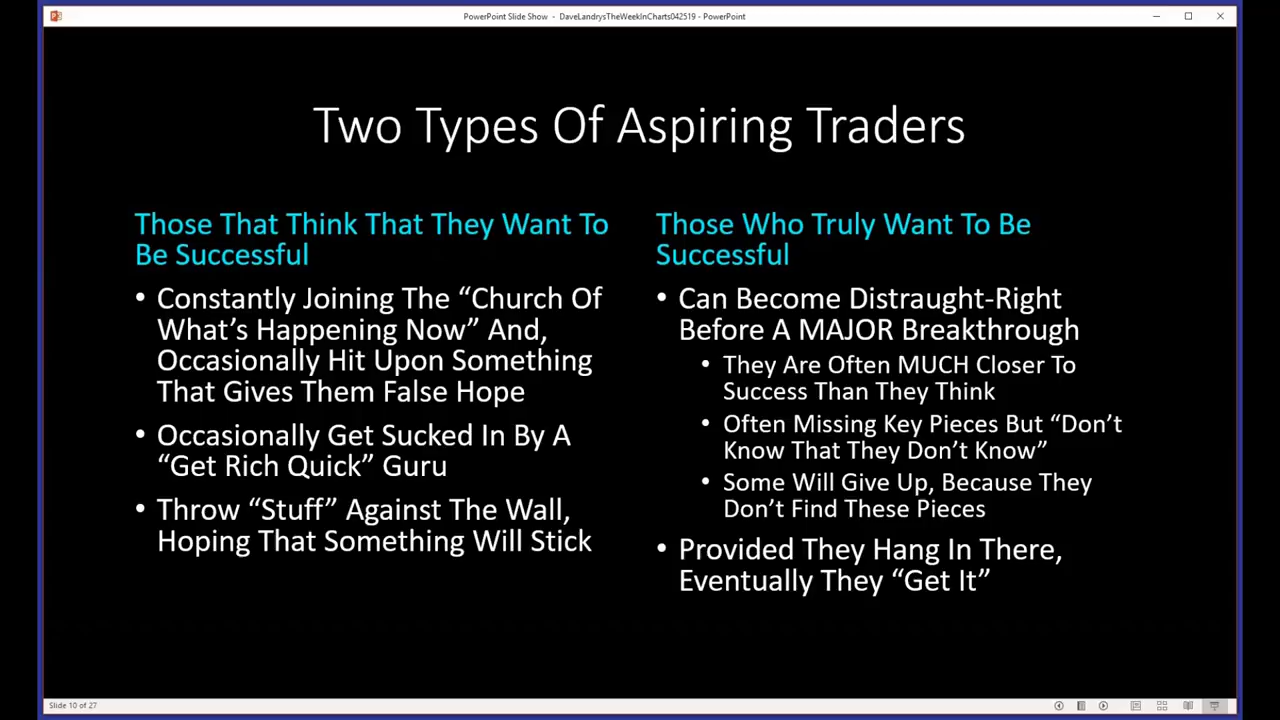 PowerPoint Slide Show - DaveLandrysTheWeekInCharts042519 - PowerPoint
Two Types Of Aspiring Traders
Those That Think That They Want To
Be Successful
• Constantly Joining The “Church Of
What’s Happening Now” And,
Occasionally Hit Upon Something
That Gives Them False Hope
• Occasionally Get Sucked In By A
“Get Rich Quick” Guru
• Throw “Stuff” Against The Wall,
Hoping That Something Will Stick
Those Who Truly Want To Be
Successful
• Can Become Distraught-Right
Before A MAJOR Breakthrough
• They Are Often MUCH Closer To
Success Than They Think
• Often Missing Key Pieces But “Don’t
Know That They Don’t Know”
• Some Will Give Up, Because They
Don’t Find These Pieces
• Provided They Hang In There,
Eventually They “Get It”
Slide 10 of 27